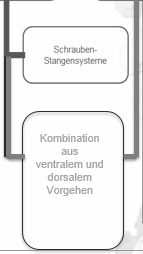 Schrauben-
Stangensysteme
Kombination
aus
ventralem und
dorsalem
Vorgehen